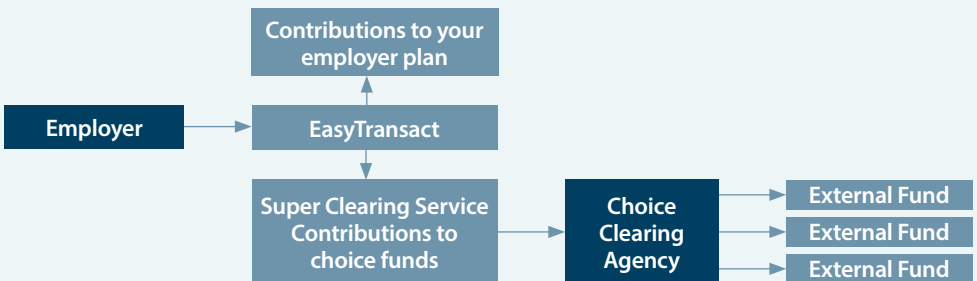 Contributions to your
employer plan
Employer
EasyTransact
Super Clearing Service
Contributions to
choice funds
Choice
Clearing
Agency
External Fund
External Fund
External Fund